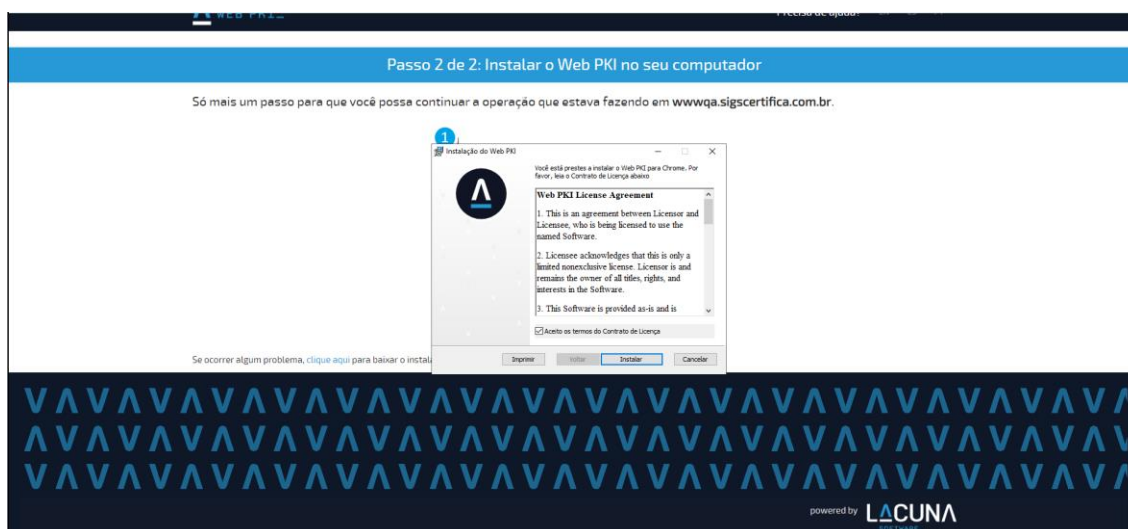 WEB PKI_
Precisa de ajuda?
Passo 2 de 2: Instalar o Web PKI no seu computador
Só mais um passo para que você possa continuar a operação que estava fazendo em wwwqa.sigscertifica.com.br.
1
Instalação do Web PKI
Você está prestes a instalar o Web PKI para Chrome. Por
favor, leia o Contrato de Licença abaixo
Web PKI License Agreement
1. This is an agreement between Licensor and
Licensee, who is being licensed to use the
named Software.
2. Licensee acknowledges that this is only a
limited nonexclusive license. Licensor is and
remains the owner of all titles, rights, and
interests in the Software.
3. This Software is provided as-is and is
Aceito os termos do Contrato de Licença
Se ocorrer algum problema, clique aqui para baixar o instal
Imprimir Voltar Instalar Cancelar
powered by LACUNA
SOFTWARE